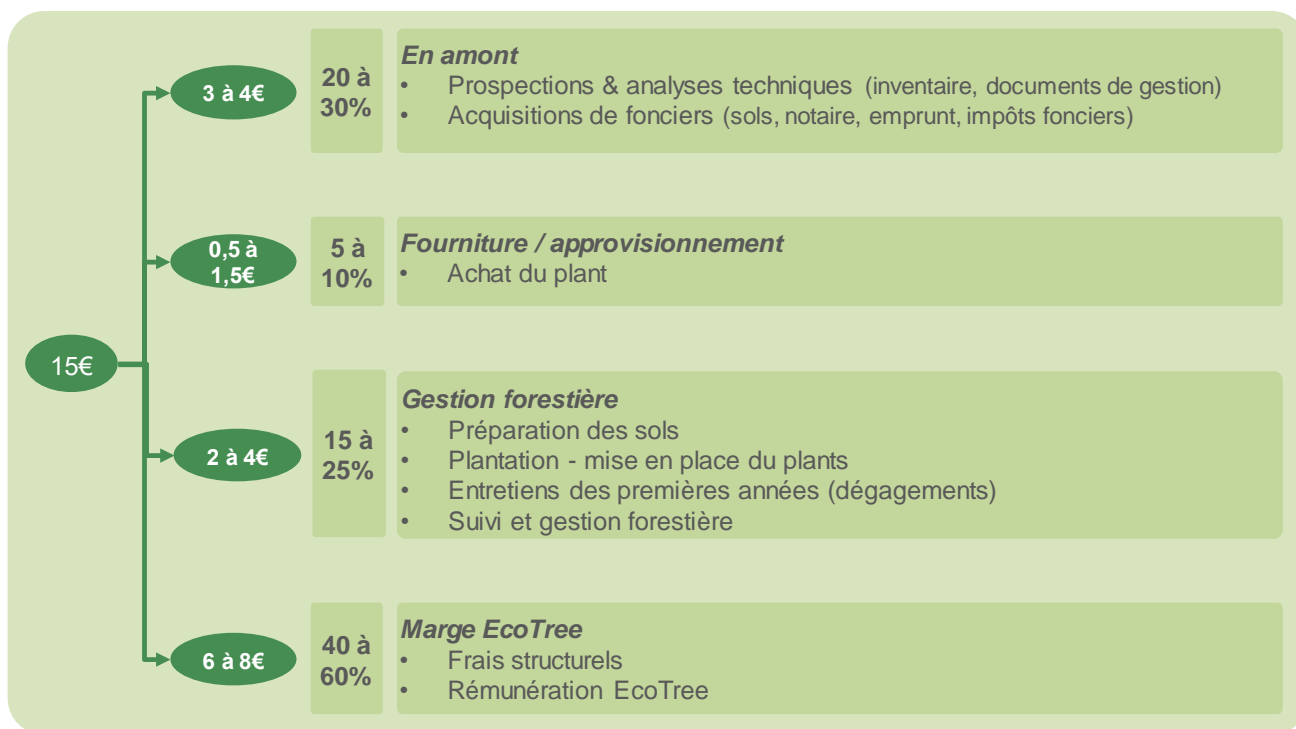 15€
3 à 4€
20 à
30%
En amont
• Prospections & analyses techniques (inventaire, documents de gestion)
• Acquisitions de fonciers (sols, notaire, emprunt, impôts fonciers)
0,5 à
1,5€
5 à
10%
Fourniture / approvisionnement
• Achat du plant
2 à 4€
15 à
25%
Gestion forestière
• Préparation des sols
• Plantation - mise en place du plants
• Entretiens des premières années (dégagements)
• Suivi et gestion forestière
6 à 8€
40 à
60%
Marge EcoTree
• Frais structurels
• Rémunération EcoTree